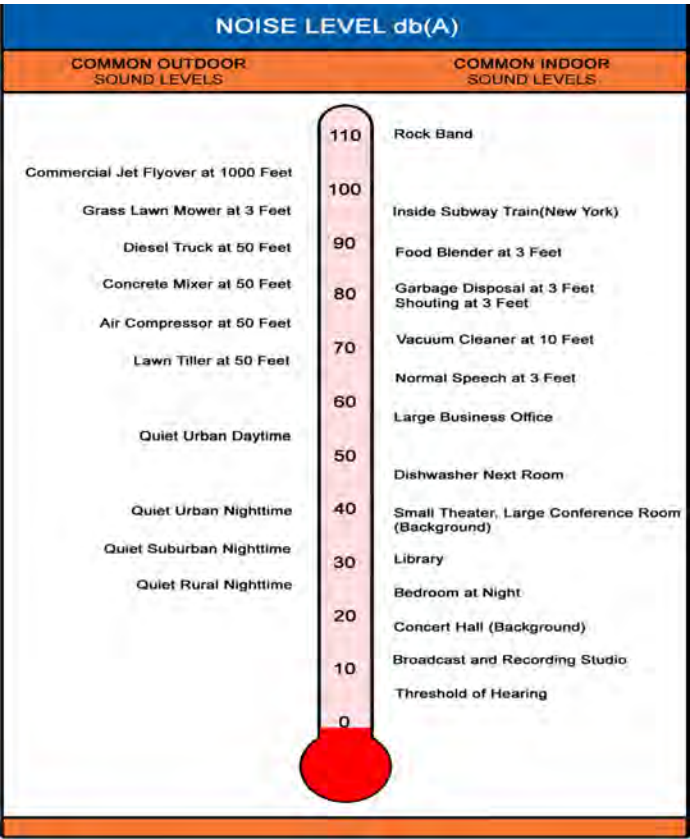 NOISE LEVEL db(A)
COMMON OUTDOOR
SOUND LEVELS
COMMON INDOOR
SOUND LEVELS
110
Rock Band
Commercial Jet Flyover at 1000 Feet
100
Grass Lawn Mower at 3 Feet
Inside Subway Train(New York)
90
Diesel Truck at 50 Feet
Food Blender at 3 Feet
Concrete Mixer at 50 Feet
80
Garbage Disposal at 3 Feet
Shouting at 3 Feet
Air Compressor at 50 Feet
70
Vacuum Cleaner at 10 Feet
Lawn Tiller at 50 Feet
Normal Speech at 3 Feet
60
Large Business Office
Quiet Urban Daytime
50
Dishwasher Next Room
40
Quiet Urban Nighttime
Small Theater, Large Conference Room
(Background)
Quiet Suburban Nighttime
30
Library
Quiet Rural Nighttime
Bedroom at Night
20
Concert Hall (Background)
10
Broadcast and Recording Studio
Threshold of Hearing
0